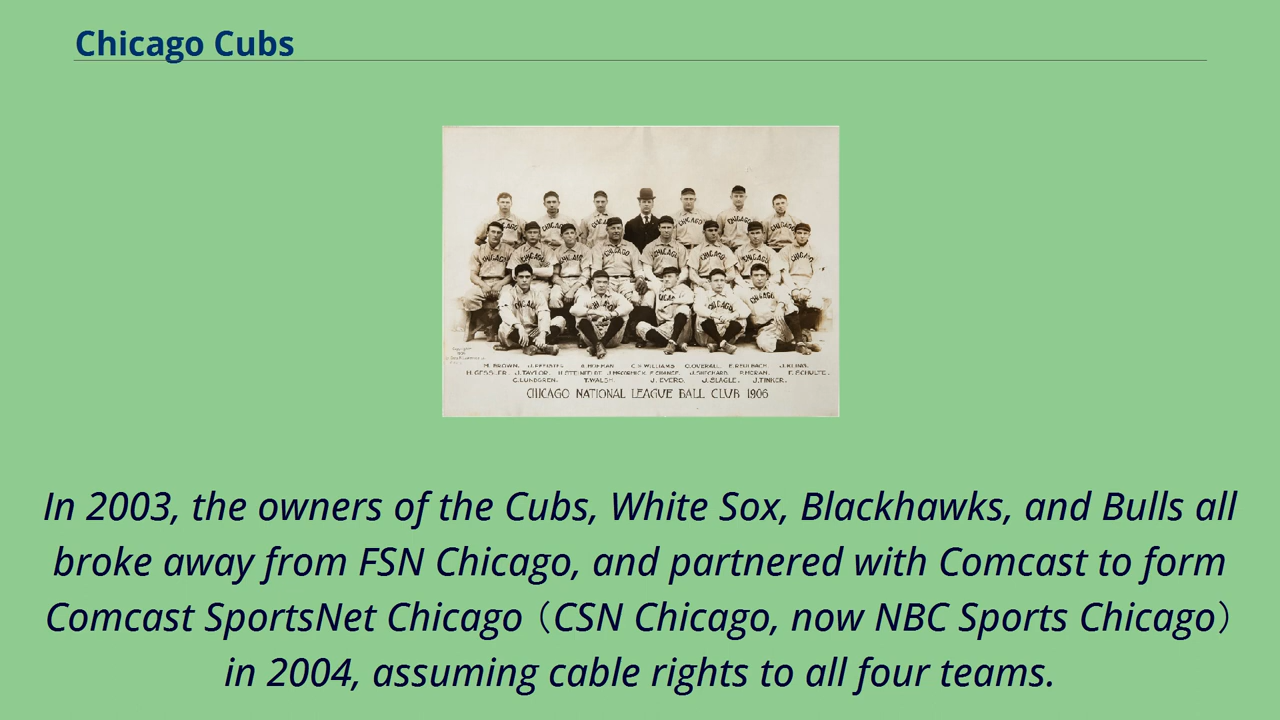 Chicago Cubs
CHICAGO NATIONAL LEAGUE BALL CLUB 1906
In 2003, the owners of the Cubs, White Sox, Blackhawks, and Bulls all
broke away from FSN Chicago, and partnered with Comcast to form
Comcast SportsNet Chicago（CSN Chicago, now NBC Sports Chicago）
in 2004, assuming cable rights to all four teams.